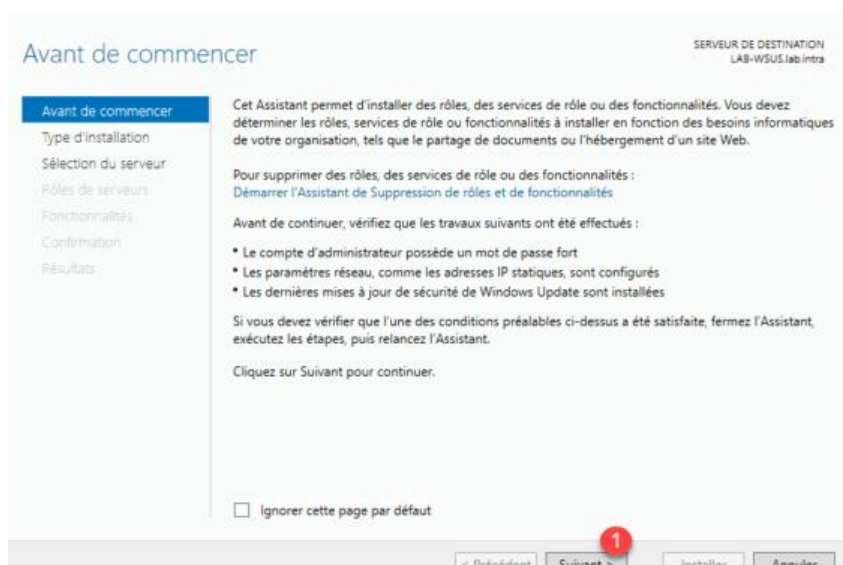 Avant de commencer
SERVEUR DE DESTINATION
LAB-WSUS.lab.intra
Avant de commencer
Type d'installation
Sélection du serveur
Rôles de serveurs
Fonctionnalités
Confirmation
Résultats
Cet Assistant permet d'installer des rôles, des services de rôle ou des fonctionnalités. Vous devez
déterminer les rôles, services de rôle ou fonctionnalités à installer en fonction des besoins informatiques
de votre organisation, tels que le partage de documents ou l'hébergement d'un site Web.
Pour supprimer des rôles, des services de rôle ou des fonctionnalités :
Démarrer l'Assistant de Suppression de rôles et de fonctionnalités
Avant de continuer, vérifiez que les travaux suivants ont été effectués :
• Le compte d'administrateur possède un mot de passe fort
• Les paramètres réseau, comme les adresses IP statiques, sont configurés
• Les dernières mises à jour de sécurité de Windows Update sont installées
Si vous devez vérifier que l'une des conditions préalables ci-dessus a été satisfaite, fermez l'Assistant,
exécutez les étapes, puis relancez l'Assistant.
Cliquez sur Suivant pour continuer.
Ignorer cette page par défaut
1
< Précédent Suivant > Installer Annuler